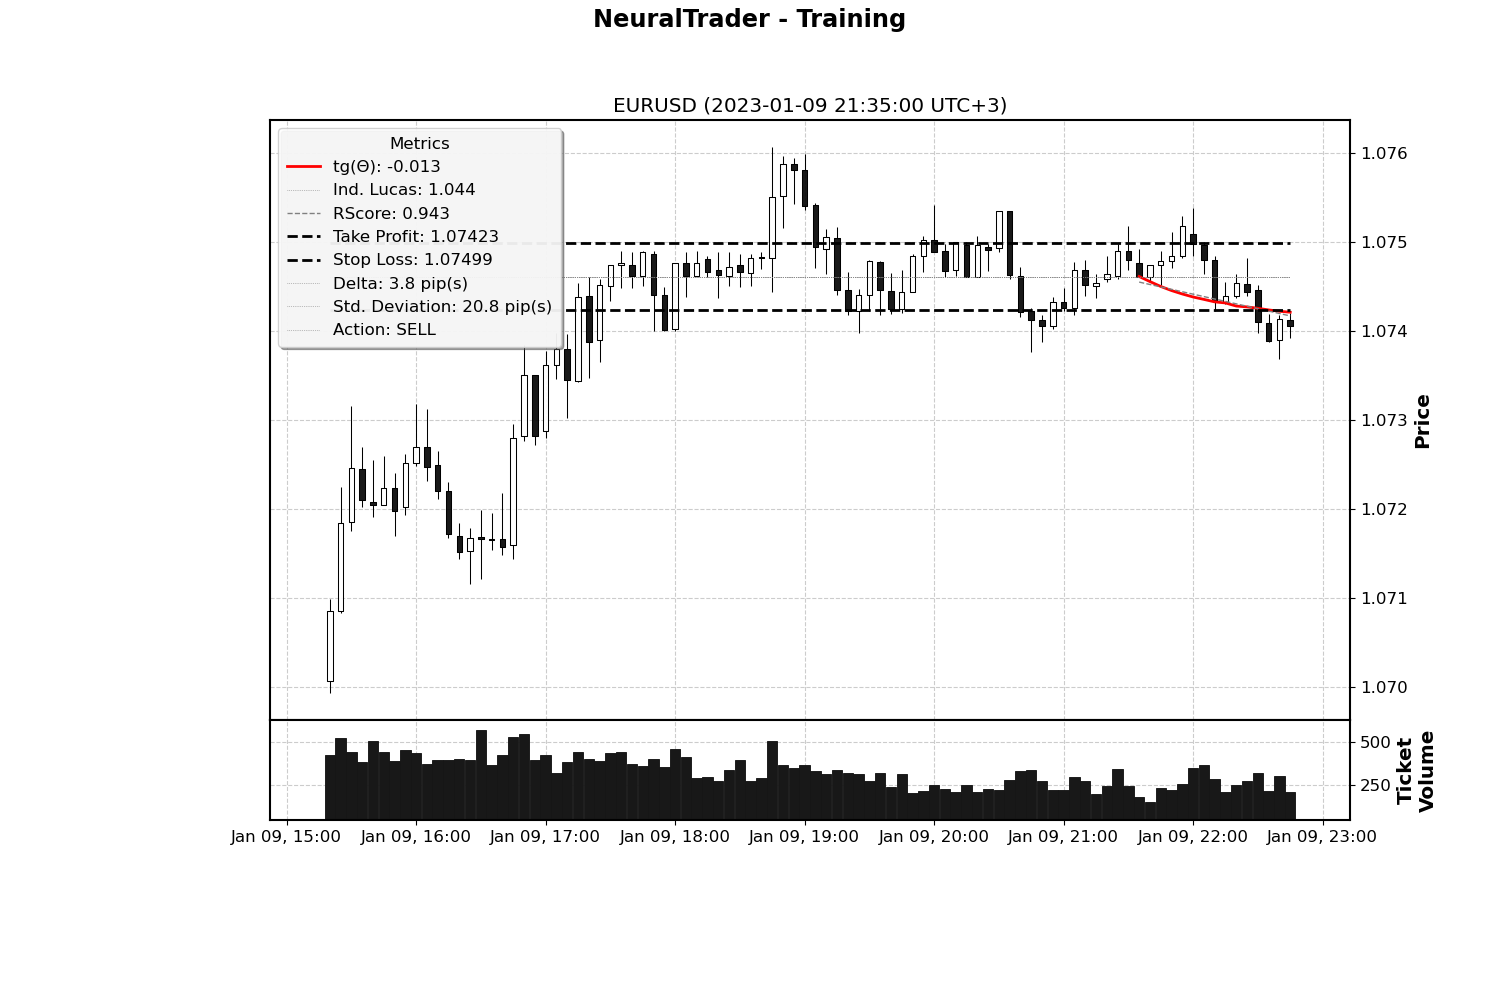 NeuralTrader - Training
EURUSD (2023-01-09 21:35:00 UTC+3)
Metrics
tg(Θ): -0.013
Ind. Lucas: 1.044
RScore: 0.943
Take Profit: 1.07423
Stop Loss: 1.07499
Delta: 3.8 pip(s)
Std. Deviation: 20.8 pip(s)
Action: SELL
1.076
1.075
1.074
1.073
1.072
1.071
1.070
Price
500
250
Ticket
Volume
Jan 09, 15:00
Jan 09, 16:00
Jan 09, 17:00
Jan 09, 18:00
Jan 09, 19:00
Jan 09, 20:00
Jan 09, 21:00
Jan 09, 22:00
Jan 09, 23:00